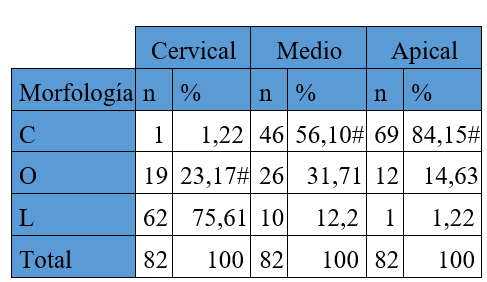 Cervical Medio Apical
Morfología n % n % n %
C 1 1,22 46 56,10# 69 84,15#
O 19 23,17# 26 31,71 12 14,63
L 62 75,61 10 12,2 1 1,22
Total 82 100 82 100 82 100